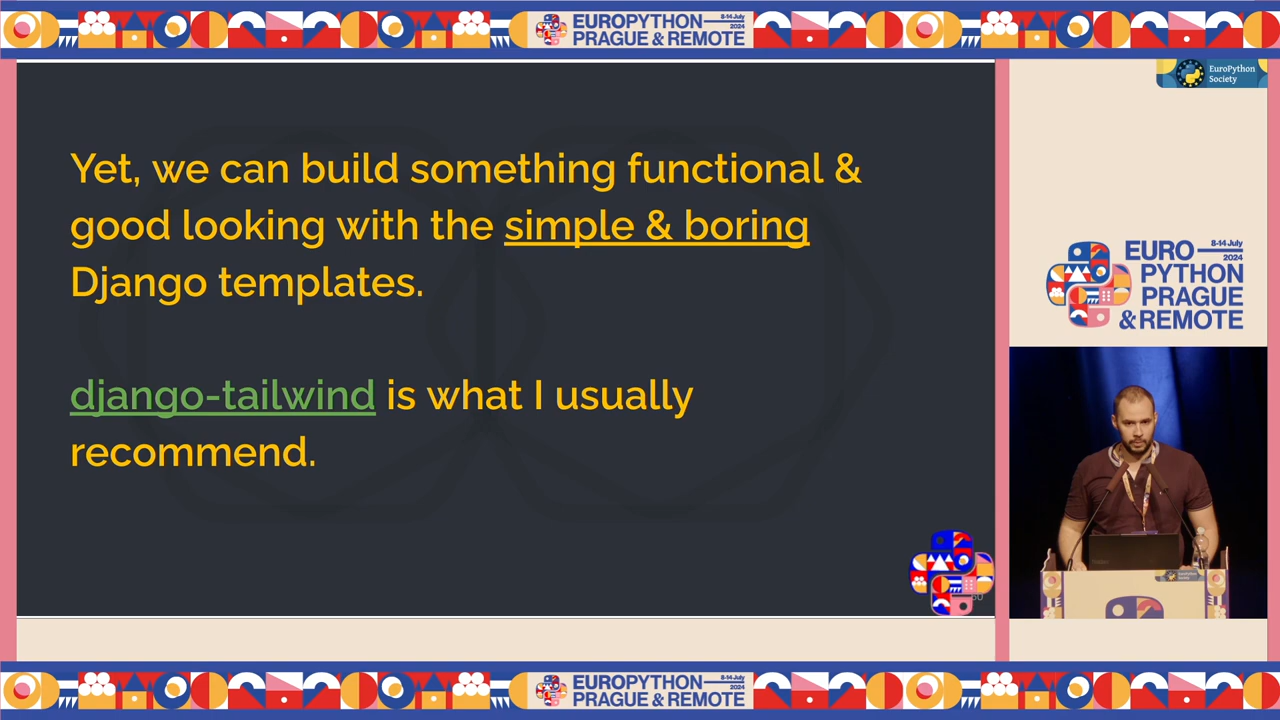 EUROPYTHON
8-14 July
2024
PRAGUE & REMOTE
EuroPython
Society
Yet, we can build something functional &
good looking with the simple & boring
Django templates.
django-tailwind is what I usually
recommend.
EURO
8-14 July
2024
PYTHON
PRAGUE
& REMOTE
EuroPython
Society
EUROPYTHON
8-14 July
2024
PRAGUE & REMOTE